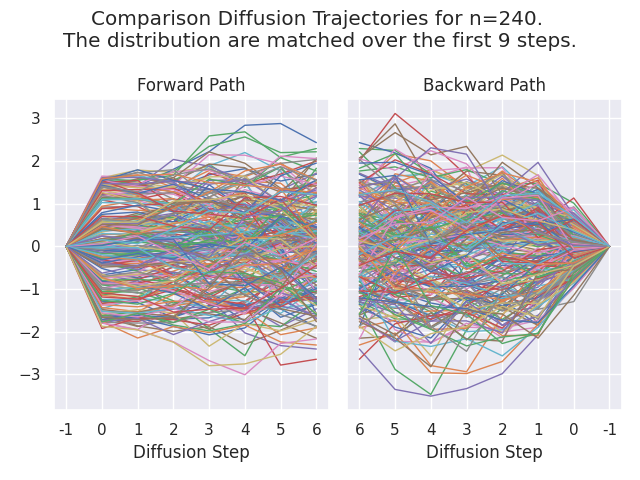 Comparison Diffusion Trajectories for n=240.
The distribution are matched over the first 9 steps.
Forward Path
Backward Path
3
2
1
0
−1
−2
−3
-1 0 1 2 3 4 5 6
6 5 4 3 2 1 0 -1
Diffusion Step
Diffusion Step